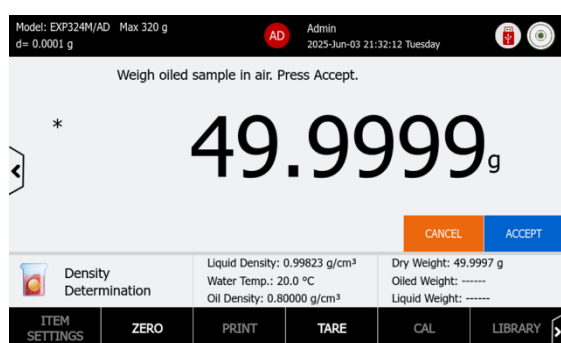 Model: EXP324M/AD Max 320 g
d= 0.0001 g
AD
Admin
2025-Jun-03 21:32:12 Tuesday
Weigh oiled sample in air. Press Accept.
* 49.9999 g
CANCEL ACCEPT
Density
Determination
Liquid Density: 0.99823 g/cm³
Water Temp.: 20.0 °C
Oil Density: 0.80000 g/cm³
Dry Weight: 49.9997 g
Oiled Weight: ------
Liquid Weight: ------
ITEM
SETTINGS
ZERO
PRINT
TARE
CAL
LIBRARY